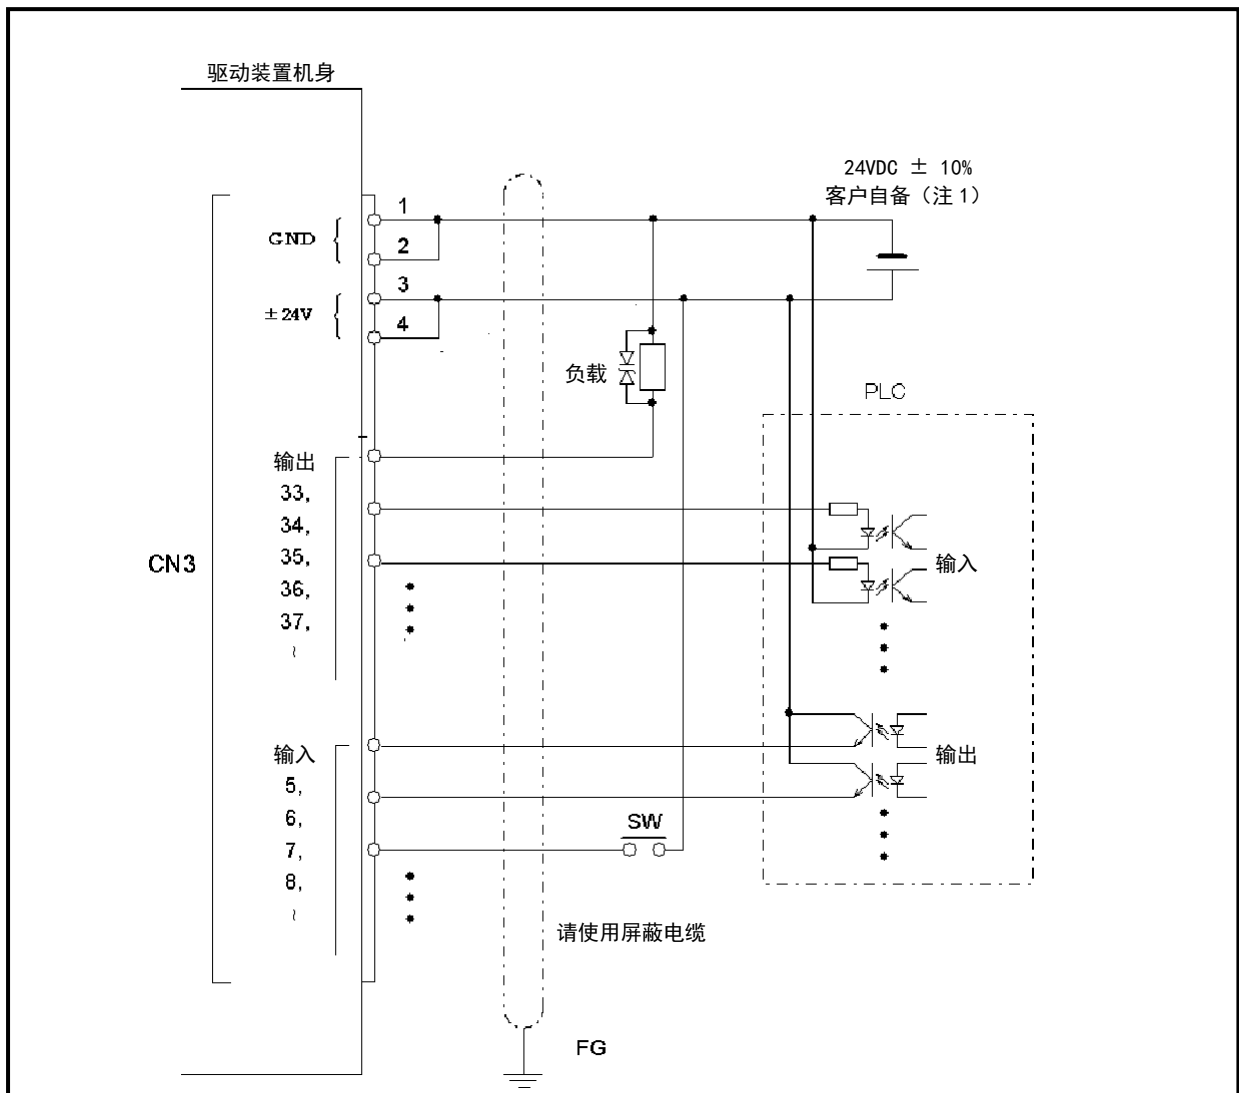 驱动装置机身
24VDC ± 10%
客户自备（注 1）
1
GND
2
3
±24V
4
负载
PLC
输出
33,
34,
35,
36,
37,
~
CN3
输入
输入
5,
6,
7,
8,
~
输出
SW
请使用屏蔽电缆
FG